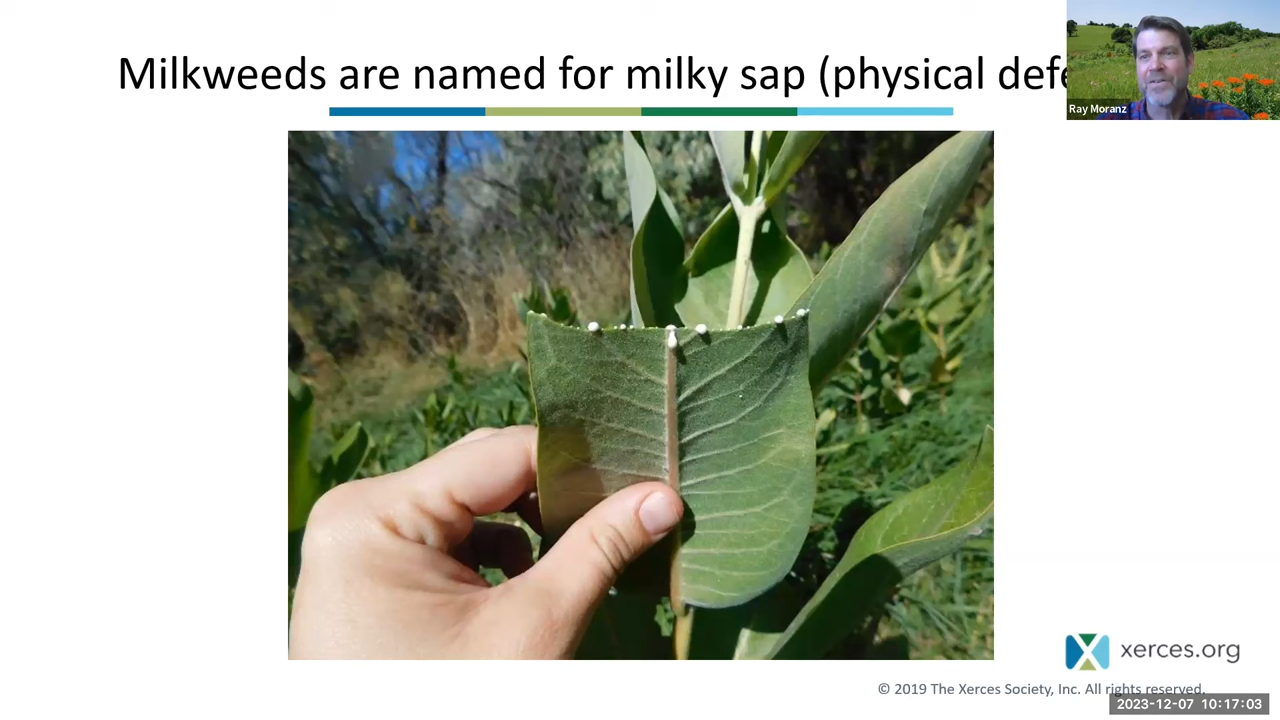 Milkweeds are named for milky sap (physical
Ray Moranz
xerces.org
© 2019 The Xerces Society, Inc. All rights reserved.
2023-12-07 10:17:03